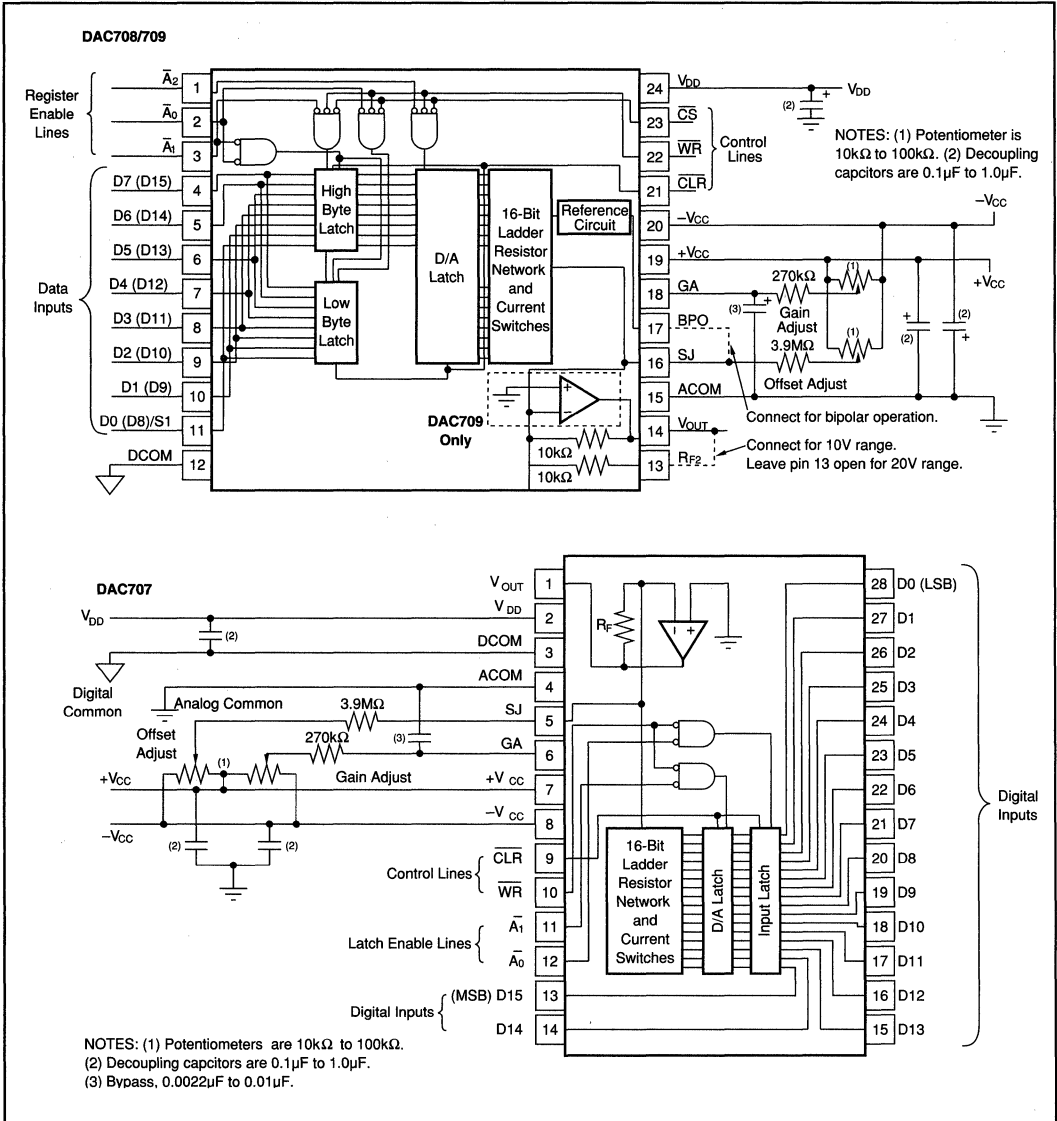 DAC708/709
Register
Enable
Lines
A̅2
1
A̅0
2
A̅1
3
Data
Inputs
D7 (D15)
4
D6 (D14)
5
D5 (D13)
6
D4 (D12)
7
D3 (D11)
8
D2 (D10)
9
D1 (D9)
10
D0 (D8)/S1
11
DCOM
12
High
Byte
Latch
Low
Byte
Latch
D/A
Latch
16-Bit
Ladder
Resistor
Network
and
Current
Switches
Reference
Circuit
DAC709
Only
+
−
10kΩ
10kΩ
24
VDD
VDD
(2)
+
23
C̅S̅
22
W̅R̅
21
C̅L̅R̅
Control
Lines
NOTES: (1) Potentiometer is
10kΩ to 100kΩ. (2) Decoupling
capcitors are 0.1µF to 1.0µF.
20
−VCC
−VCC
19
+VCC
+VCC
18
GA
270kΩ
(1)
Gain
Adjust
(3)
+
17
BPO
16
SJ
3.9MΩ
(1)
Offset Adjust
+
(2)
(2)
+
15
ACOM
Connect for bipolar operation.
14
VOUT
Connect for 10V range.
Leave pin 13 open for 20V range.
13
RF2
DAC707
VOUT
1
VDD
VDD
2
(2)
DCOM
3
Digital
Common
ACOM
4
Analog Common
3.9MΩ
SJ
5
Offset
Adjust
270kΩ
(3)
GA
6
(1)
Gain Adjust
+VCC
+VCC
7
−VCC
−VCC
8
(2)
(2)
Control Lines
C̅L̅R̅
9
W̅R̅
10
Latch Enable Lines
A̅1
11
A̅0
12
Digital Inputs
(MSB) D15
13
D14
14
RF
−
+
16-Bit
Ladder
Resistor
Network
and
Current
Switches
D/A Latch
Input Latch
28
D0 (LSB)
27
D1
26
D2
25
D3
24
D4
23
D5
22
D6
21
D7
20
D8
19
D9
18
D10
17
D11
16
D12
15
D13
Digital
Inputs
NOTES: (1) Potentiometers are 10kΩ to 100kΩ.
(2) Decoupling capcitors are 0.1µF to 1.0µF.
(3) Bypass, 0.0022µF to 0.01µF.